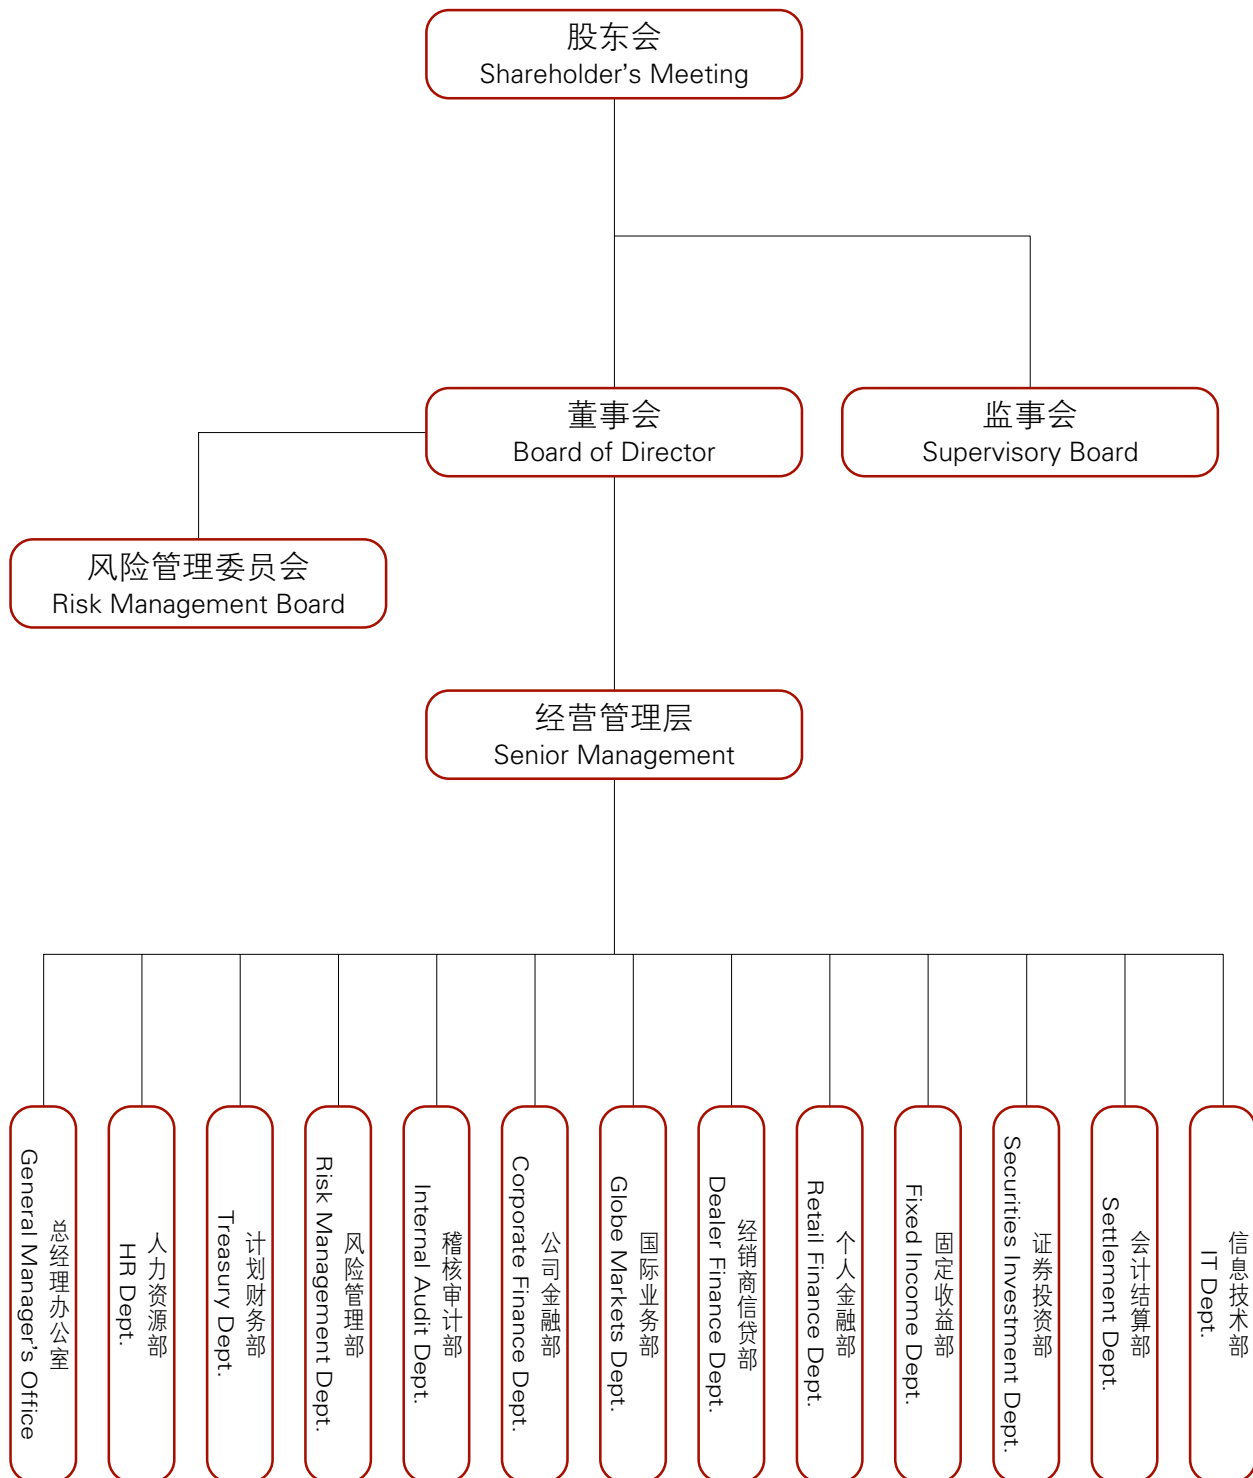 股东会
Shareholder's Meeting
董事会
Board of Director
监事会
Supervisory Board
风险管理委员会
Risk Management Board
经营管理层
Senior Management
总经理办公室
General Manager's Office
人力资源部
HR Dept.
计划财务部
Treasury Dept.
风险管理部
Risk Management Dept.
稽核审计部
Internal Audit Dept.
公司金融部
Corporate Finance Dept.
国际业务部
Globe Markets Dept.
经销商信贷部
Dealer Finance Dept.
个人金融部
Retail Finance Dept.
固定收益部
Fixed Income Dept.
证券投资部
Securities Investment Dept.
会计结算部
Settlement Dept.
信息技术部
IT Dept.